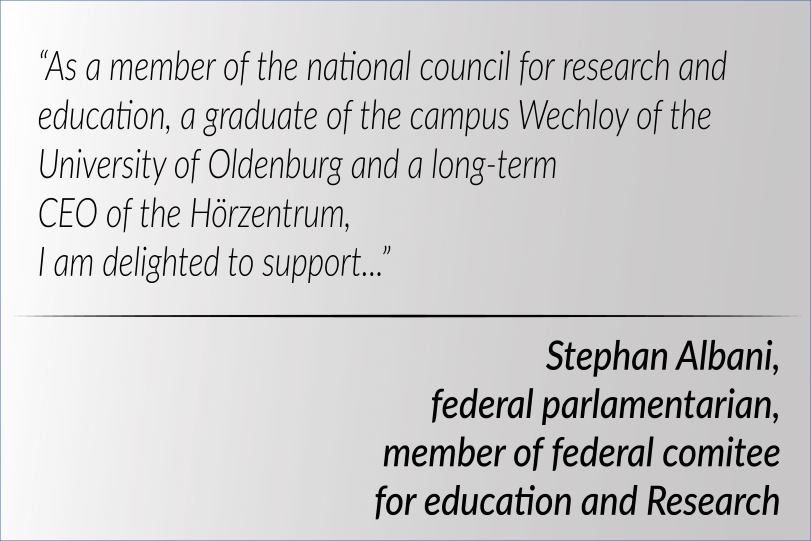 “As a member of the national council for research and
education, a graduate of the campus Wechloy of the
University of Oldenburg and a long-term
CEO of the Hörzentrum,
I am delighted to support...”
Stephan Albani,
federal parlamentarian,
member of federal comitee
for education and Research